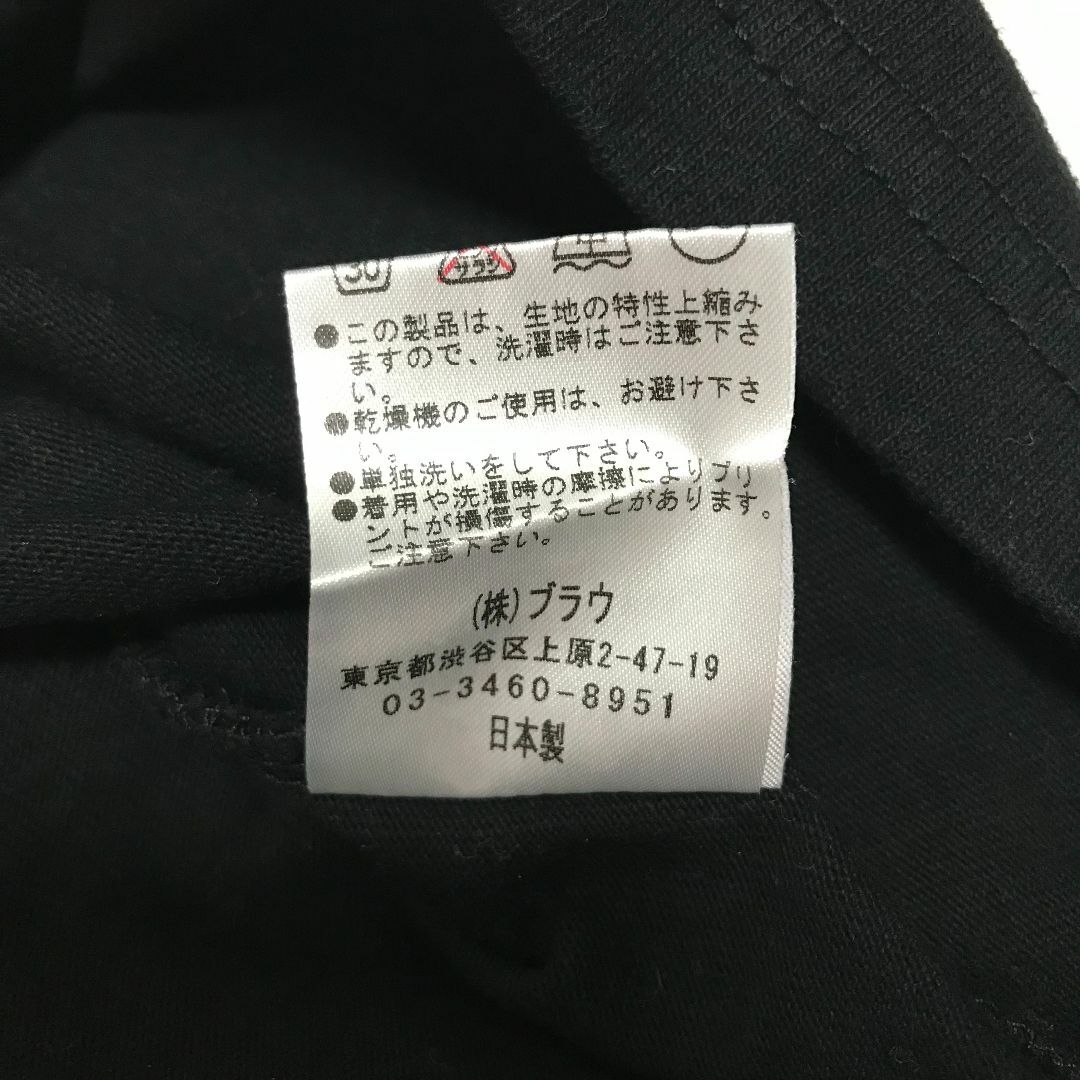 30
サラシ
●この製品は、生地の特性上縮み
ますので、洗濯時はご注意下さ
い。
●乾燥機のご使用は、お避け下さ
い。
●単独洗いをして下さい。
●着用や洗濯時の摩擦によりプリ
ントが損傷することがあります。
ご注意下さい。
(株)ブラウ
東京都渋谷区上原2-47-19
03-3460-8951
日本製